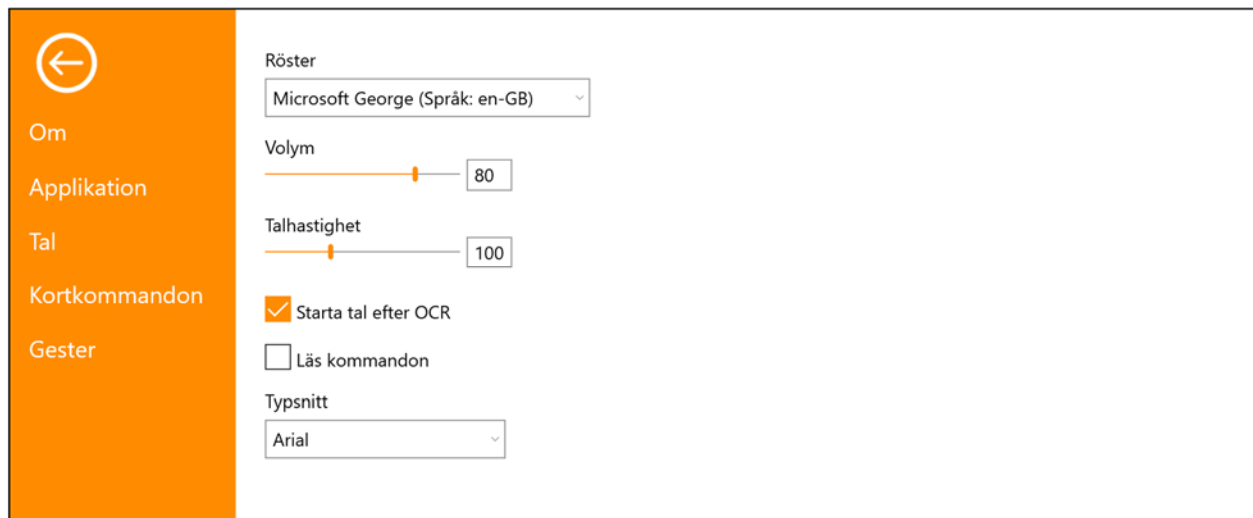 Om
Applikation
Tal
Kortkommandon
Gester
Röster
Microsoft George (Språk: en-GB)
Volym
80
Talhastighet
100
Starta tal efter OCR
Läs kommandon
Typsnitt
Arial